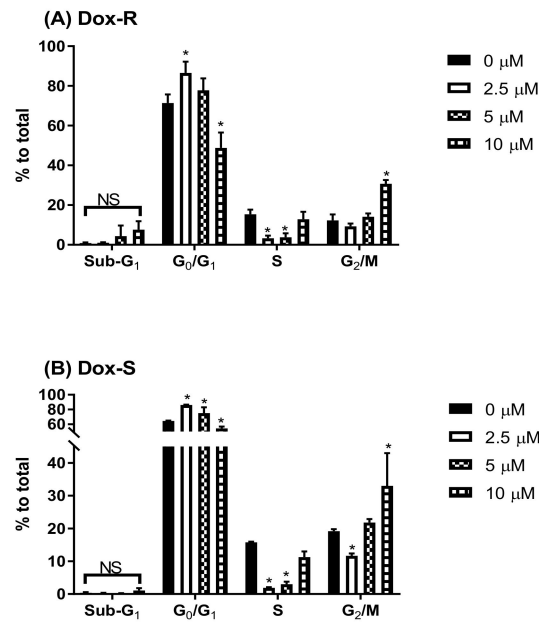 (A) Dox-R
100
80
60
40
20
0
% to total
NS
*
*
*
*
*
Sub-G₁
G₀/G₁
S
G₂/M
0 μM
2.5 μM
5 μM
10 μM
(B) Dox-S
100
80
60
40
20
10
0
% to total
NS
*
*
*
*
*
*
*
Sub-G₁
G₀/G₁
S
G₂/M
0 μM
2.5 μM
5 μM
10 μM